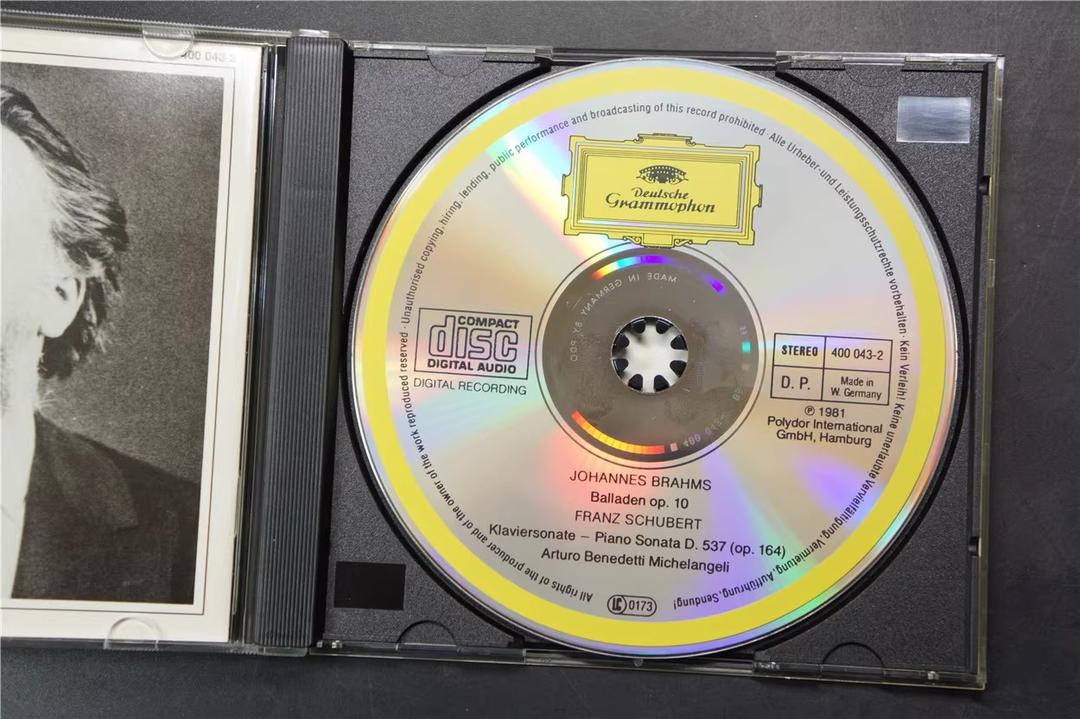 400 043-2
All rights of the producer and of the owner of the work reproduced reserved · Unauthorised copying, hiring, lending, public performance and broadcasting of this record prohibited · Alle Urheber- und Leistungsschutzrechte vorbehalten · Kein Verleih! Keine unerlaubte Vervielfältigung, Vermietung, Aufführung, Sendung!
Deutsche
Grammophon
MADE IN GERMANY BY PDO
COMPACT
disc
DIGITAL AUDIO
DIGITAL RECORDING
STEREO 400 043-2
D. P. Made in
W. Germany
℗ 1981
Polydor International
GmbH, Hamburg
JOHANNES BRAHMS
Balladen op. 10
FRANZ SCHUBERT
Klaviersonate – Piano Sonata D. 537 (op. 164)
Arturo Benedetti Michelangeli
LC 0173